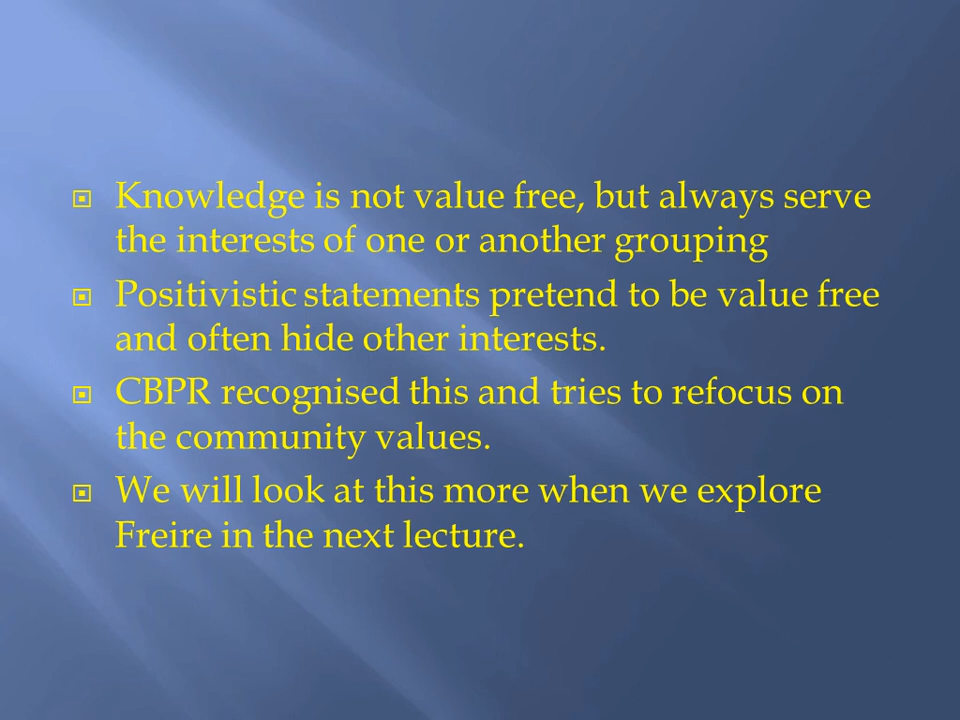 Knowledge is not value free, but always serve
the interests of one or another grouping
Positivistic statements pretend to be value free
and often hide other interests.
CBPR recognised this and tries to refocus on
the community values.
We will look at this more when we explore
Freire in the next lecture.